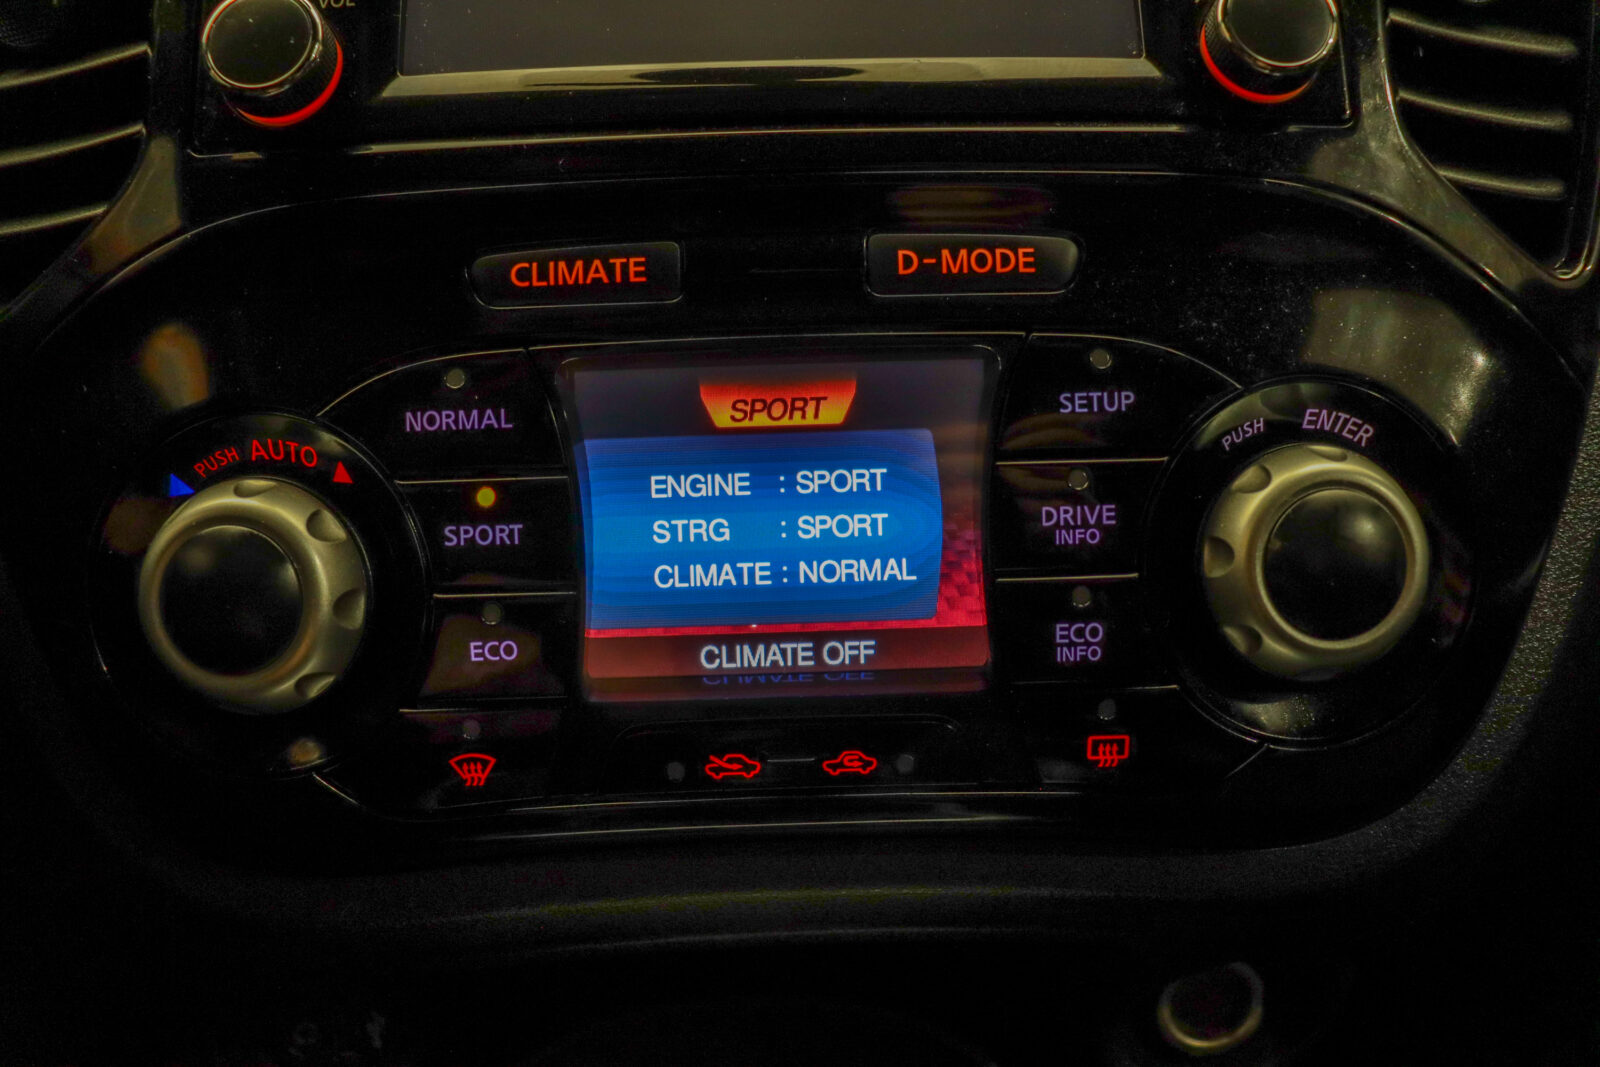 VOL
CLIMATE
D-MODE
NORMAL
SPORT
SETUP
PUSH ENTER
PUSH AUTO
ENGINE : SPORT
STRG : SPORT
CLIMATE : NORMAL
SPORT
DRIVE
INFO
ECO
ECO
INFO
CLIMATE OFF